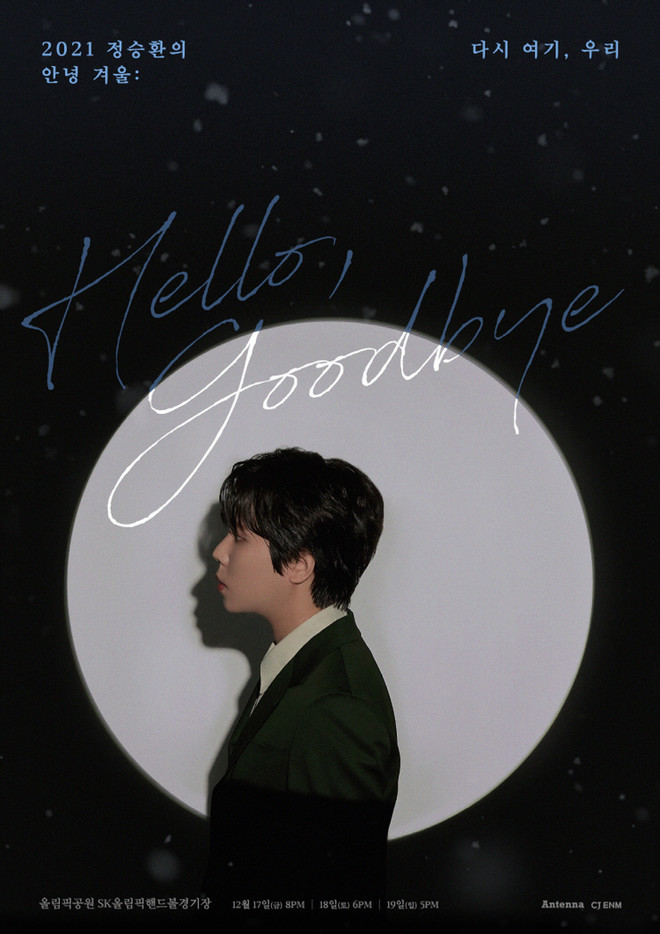 2021 정승환의
안녕 겨울:
다시 여기, 우리
Hello,
Goodbye
올림픽공원 SK올림픽핸드볼경기장
12월 17일(금) 8PM | 18일(토) 6PM | 19일(일) 5PM
Antenna CJ ENM